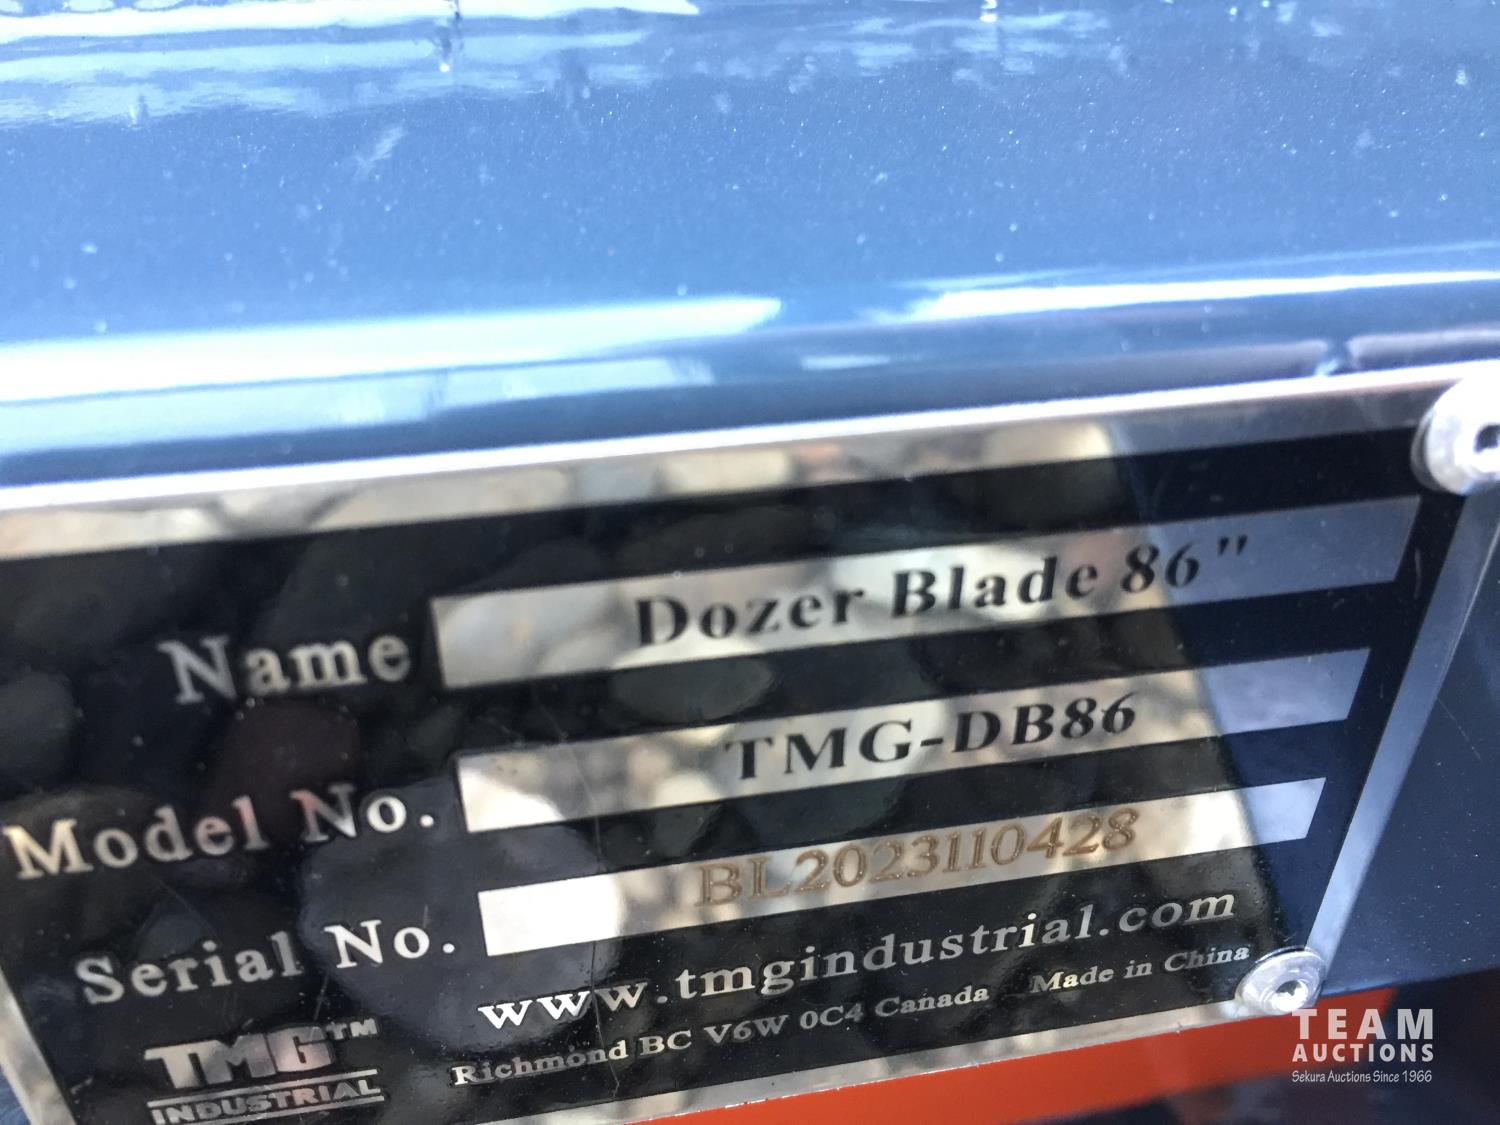 Name Dozer Blade 86"
Model No. TMG-DB86
Serial No. BL2023110428
www.tmgindustrial.com
Richmond BC V6W 0C4 Canada Made in China
TMG™
INDUSTRIAL
TEAM
AUCTIONS
Sekura Auctions Since 1966